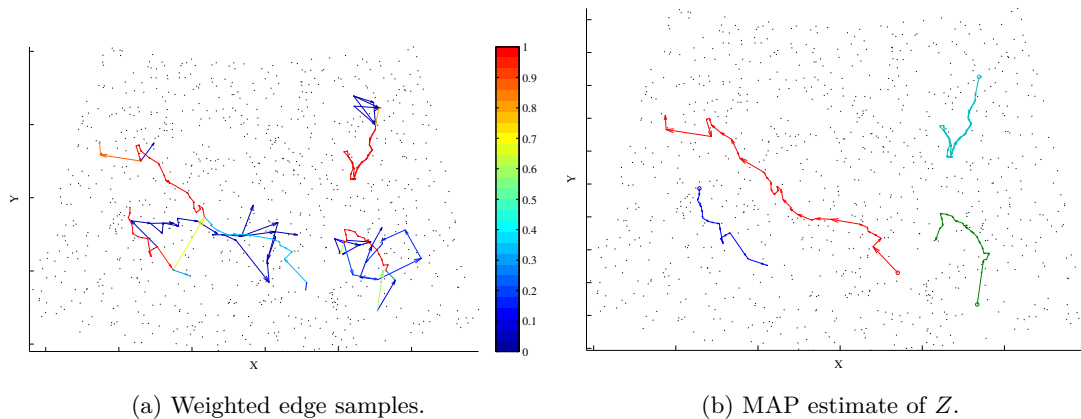 1
0.9
0.8
0.7
0.6
0.5
0.4
0.3
0.2
0.1
0
Y
X
Y
X
(a) Weighted edge samples.
(b) MAP estimate of Z.